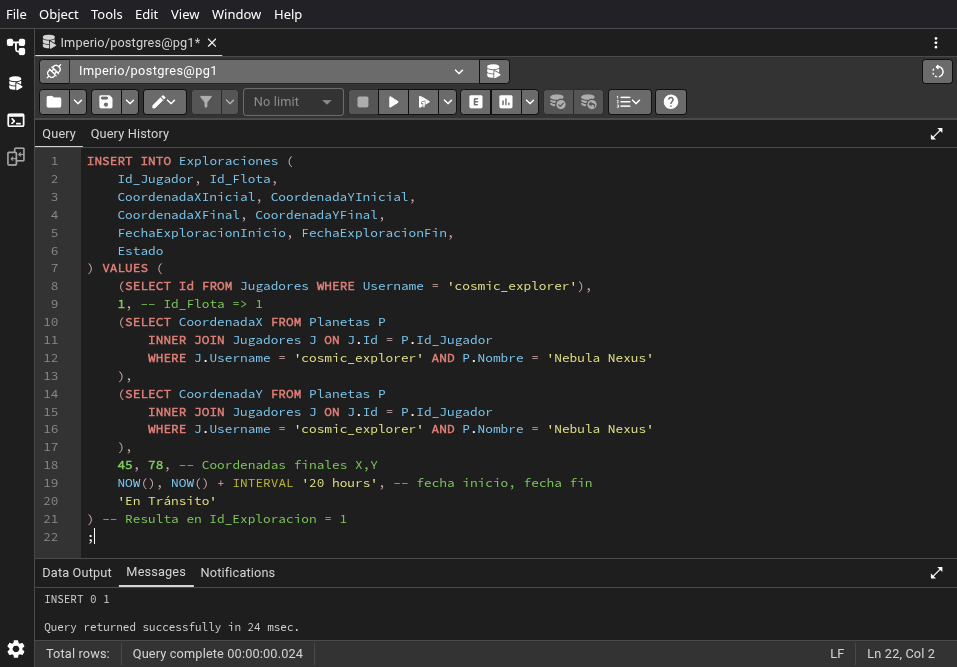 File Object Tools Edit View Window Help
Imperio/postgres@pg1*
Imperio/postgres@pg1
No limit
Query Query History
1 INSERT INTO Exploraciones (
2 Id_Jugador, Id_Flota,
3 CoordenadaXInicial, CoordenadaYInicial,
4 CoordenadaXFinal, CoordenadaYFinal,
5 FechaExploracionInicio, FechaExploracionFin,
6 Estado
7 ) VALUES (
8 (SELECT Id FROM Jugadores WHERE Username = 'cosmic_explorer'),
9 1, -- Id_Flota => 1
10 (SELECT CoordenadaX FROM Planetas P
11 INNER JOIN Jugadores J ON J.Id = P.Id_Jugador
12 WHERE J.Username = 'cosmic_explorer' AND P.Nombre = 'Nebula Nexus'
13 ),
14 (SELECT CoordenadaY FROM Planetas P
15 INNER JOIN Jugadores J ON J.Id = P.Id_Jugador
16 WHERE J.Username = 'cosmic_explorer' AND P.Nombre = 'Nebula Nexus'
17 ),
18 45, 78, -- Coordenadas finales X,Y
19 NOW(), NOW() + INTERVAL '20 hours', -- fecha inicio, fecha fin
20 'En Tránsito'
21 ) -- Resulta en Id_Exploracion = 1
22 ;
Data Output Messages Notifications
INSERT 0 1
Query returned successfully in 24 msec.
Total rows: Query complete 00:00:00.024 LF Ln 22, Col 2